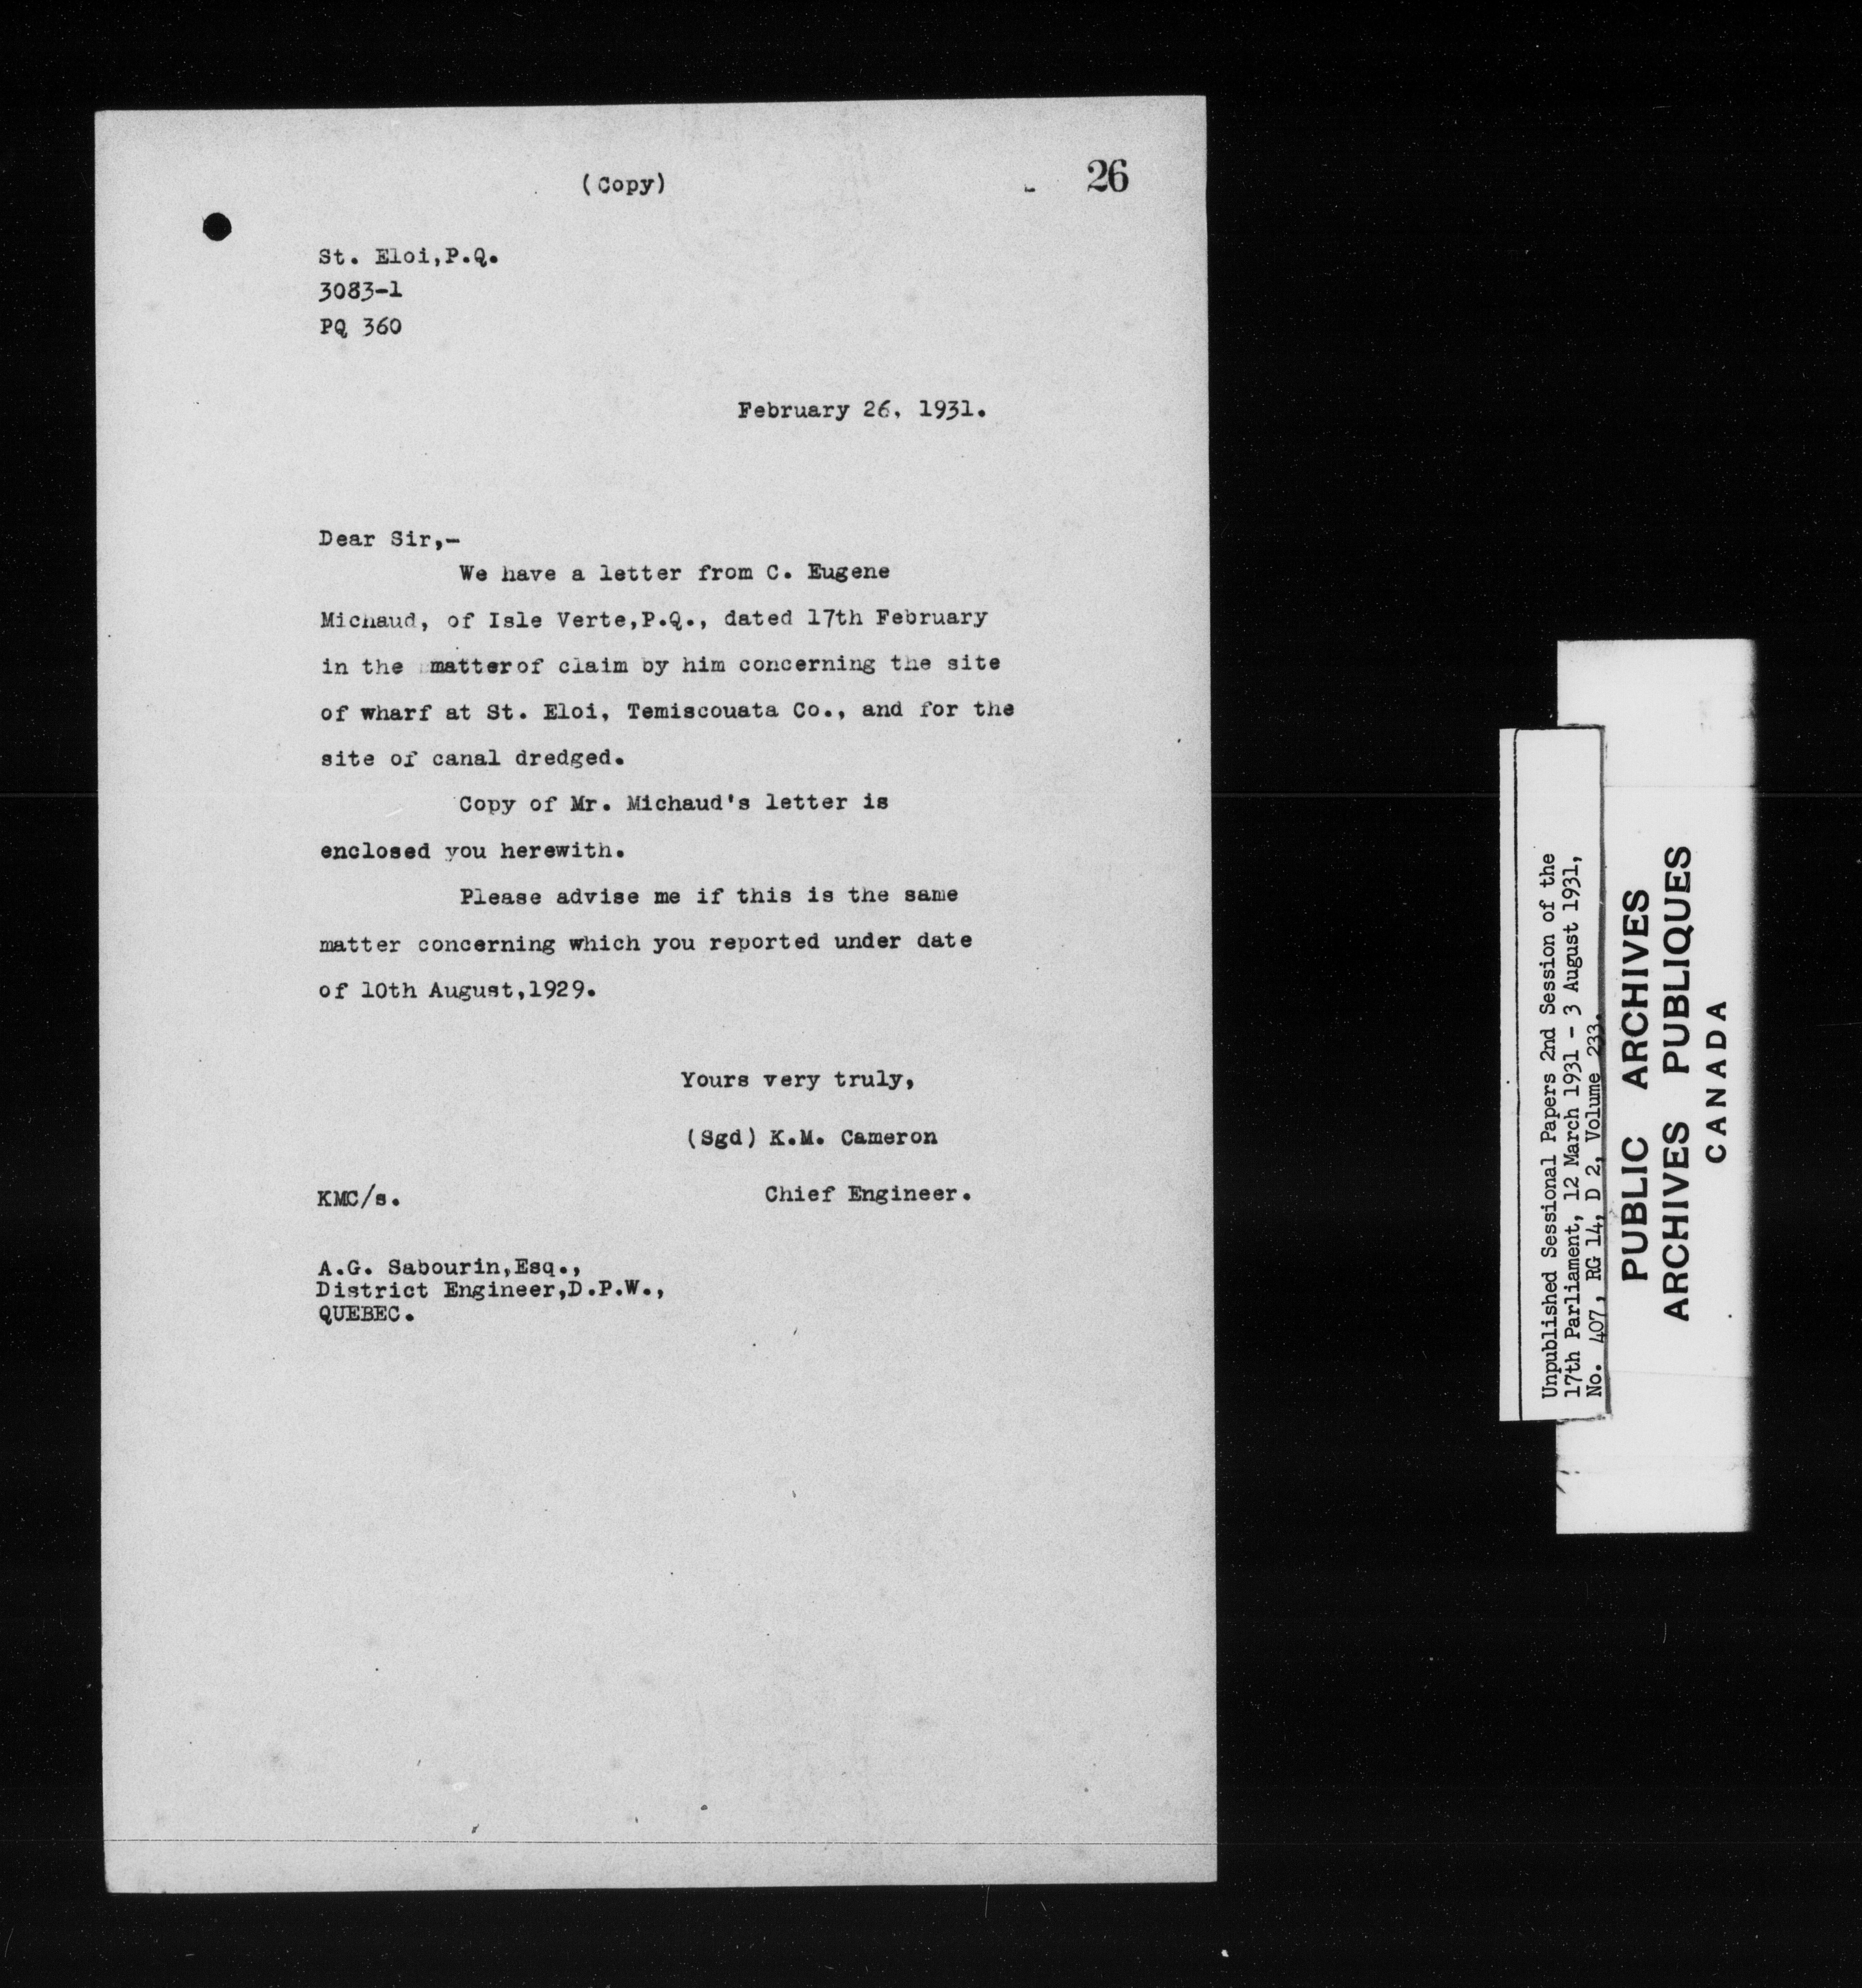 (Copy)
26
St. Eloi,P.Q.
3083-1
PQ 360
February 26, 1931.
Dear Sir,-
We have a letter from C. Eugene
Michaud, of Isle Verte,P.Q., dated 17th February
in the matterof claim by him concerning the site
of wharf at St. Eloi, Temiscouata Co., and for the
site of canal dredged.
Copy of Mr. Michaud's letter is
enclosed you herewith.
Please advise me if this is the same
matter concerning which you reported under date
of 10th August,1929.
Yours very truly,
(Sgd) K.M. Cameron
KMC/s. Chief Engineer.
A.G. Sabourin,Esq.,
District Engineer,D.P.W.,
QUEBEC.
Unpublished Sessional Papers 2nd Session of the
17th Parliament, 12 March 1931 - 3 August 1931,
No. 407, RG 14, D 2, Volume 233.
PUBLIC ARCHIVES
ARCHIVES PUBLIQUES
CANADA